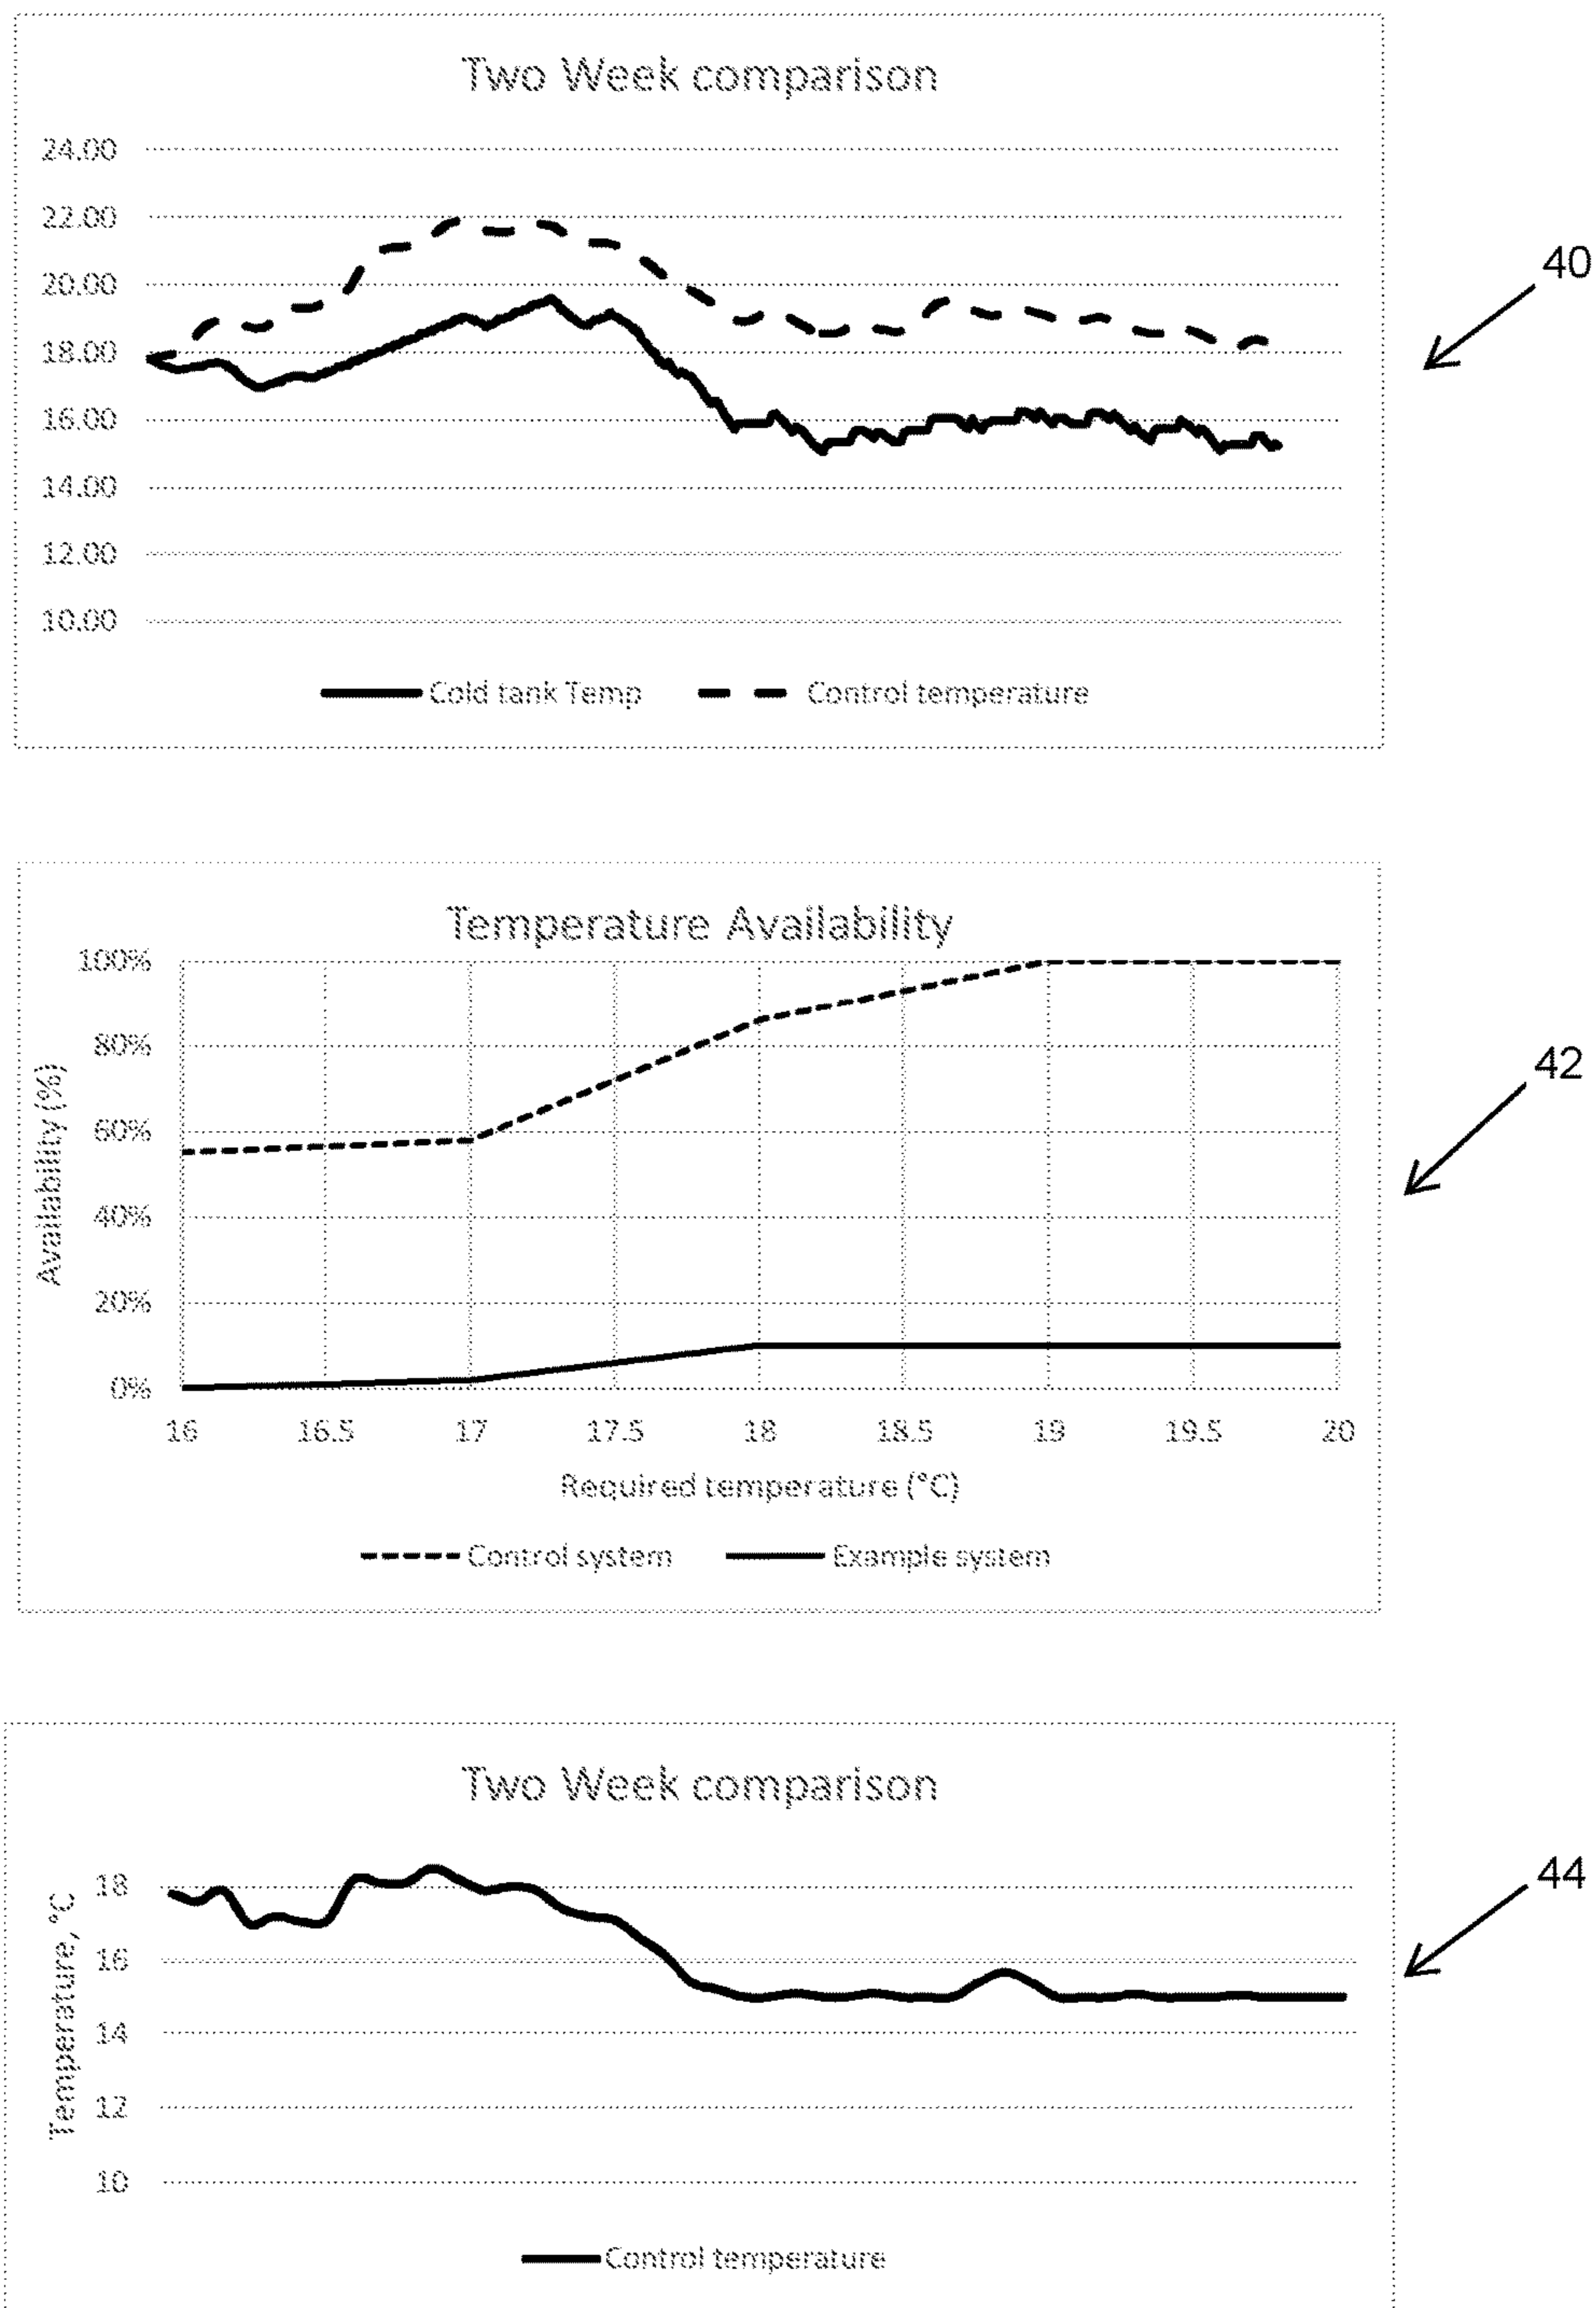 Two Week comparison
24.00
22.00
20.00
18.00
16.00
14.00
12.00
10.00
Cold tank Temp Control temperature
40
Temperature Availability
100%
80%
60%
40%
20%
0%
Availability (%)
16 16.5 17 17.5 18 18.5 19 19.5 20
Required temperature (°C)
Control system Example system
42
Two Week comparison
Temperature, °C
18
16
14
12
10
Control temperature
44